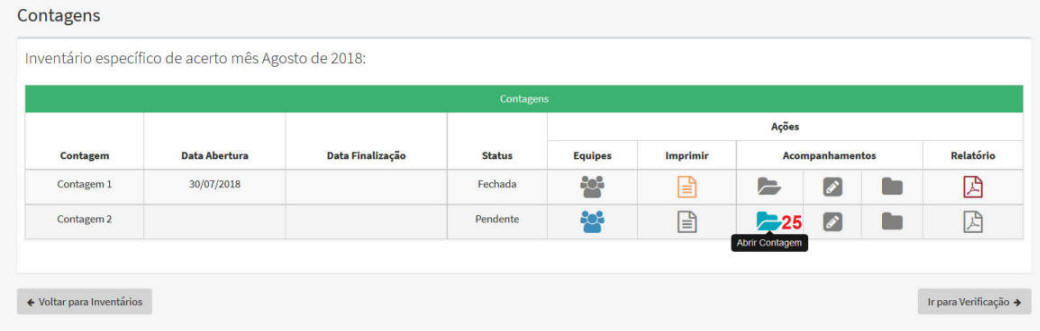 Contagens
Inventário específico de acerto mês Agosto de 2018:
Contagens
Ações
Contagem Data Abertura Data Finalização Status Equipes Imprimir Acompanhamentos Relatório
Contagem 1 30/07/2018 Fechada
Contagem 2 Pendente 25
Abrir Contagem
Voltar para Inventários Ir para Verificação